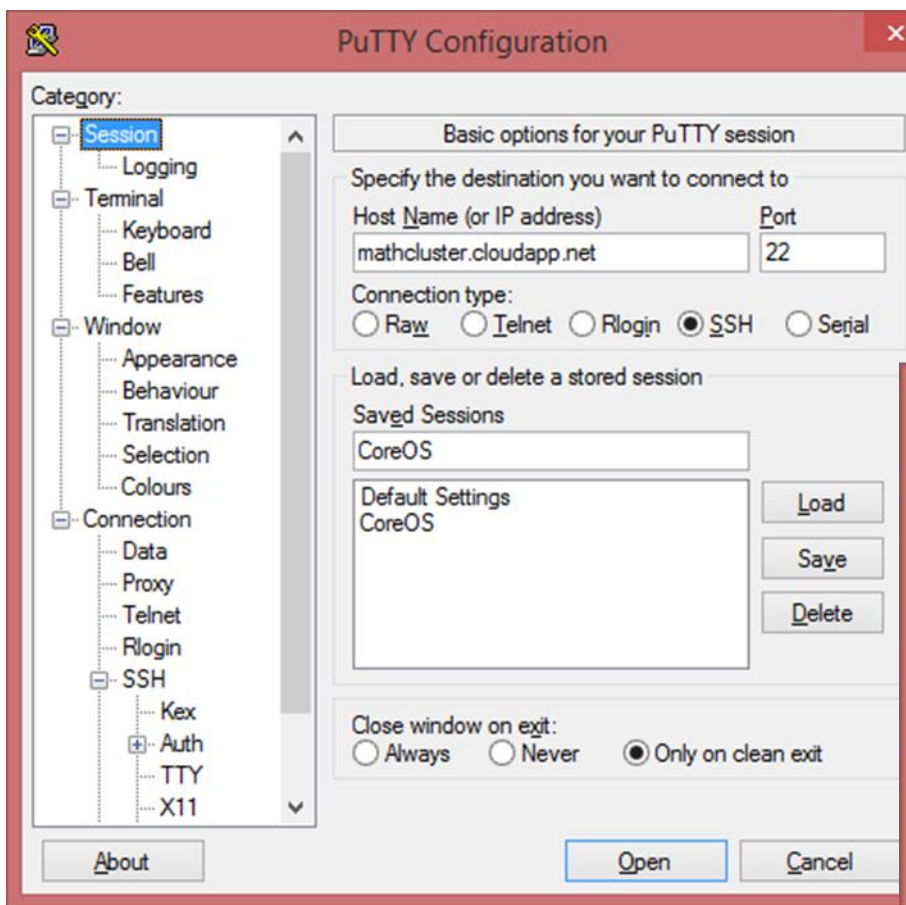 PuTTY Configuration
×
Category:
Session
Logging
Terminal
Keyboard
Bell
Features
Window
Appearance
Behaviour
Translation
Selection
Colours
Connection
Data
Proxy
Telnet
Rlogin
SSH
Kex
Auth
TTY
X11
Basic options for your PuTTY session
Specify the destination you want to connect to
Host Name (or IP address) Port
mathcluster.cloudapp.net 22
Connection type:
Raw Telnet Rlogin SSH Serial
Load, save or delete a stored session
Saved Sessions
CoreOS
Default Settings
CoreOS
Load
Save
Delete
Close window on exit:
Always Never Only on clean exit
About Open Cancel